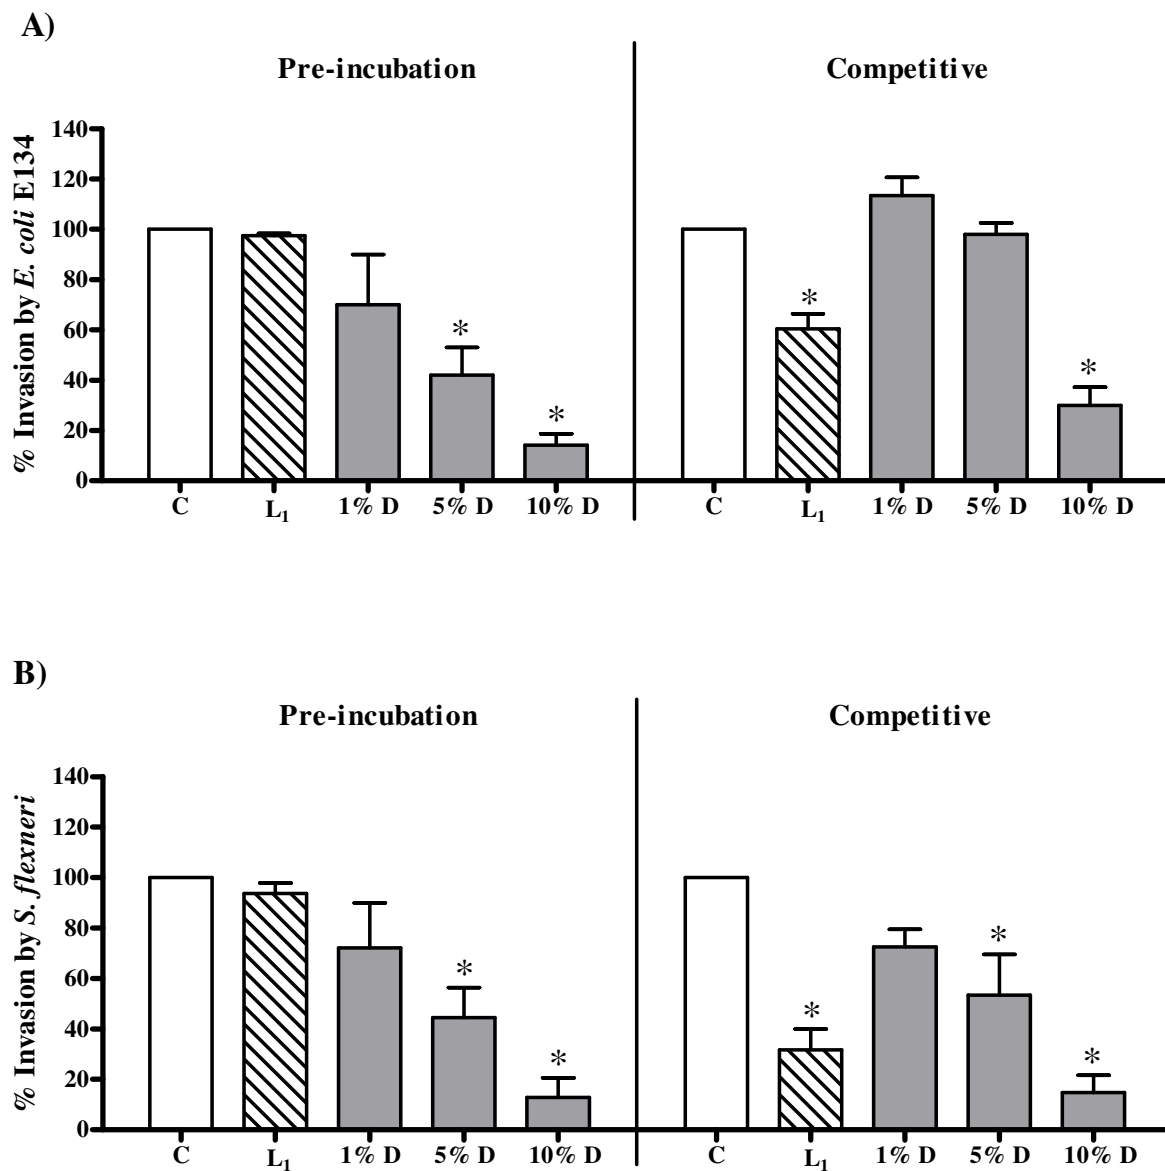 A)
Pre-incubation
Competitive
% Invasion by E. coli E134
140
120
100
80
60
40
20
0
*
*
*
*
C
L₁
1% D
5% D
10% D
C
L₁
1% D
5% D
10% D
B)
Pre-incubation
Competitive
% Invasion by S. flexneri
140
120
100
80
60
40
20
0
*
*
*
*
*
C
L₁
1% D
5% D
10% D
C
L₁
1% D
5% D
10% D